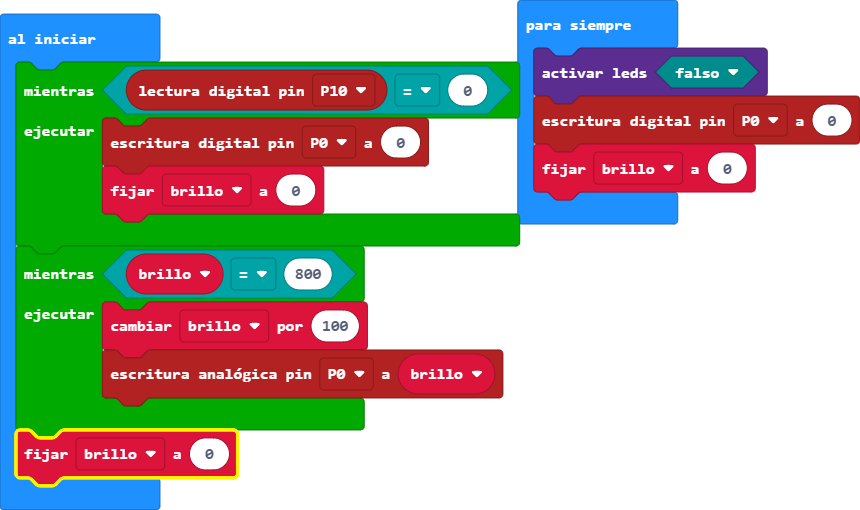 al iniciar
mientras lectura digital pin P10 = 0
ejecutar
escritura digital pin P0 a 0
fijar brillo a 0
mientras brillo = 800
ejecutar
cambiar brillo por 100
escritura analógica pin P0 a brillo
fijar brillo a 0
para siempre
activar leds falso
escritura digital pin P0 a 0
fijar brillo a 0